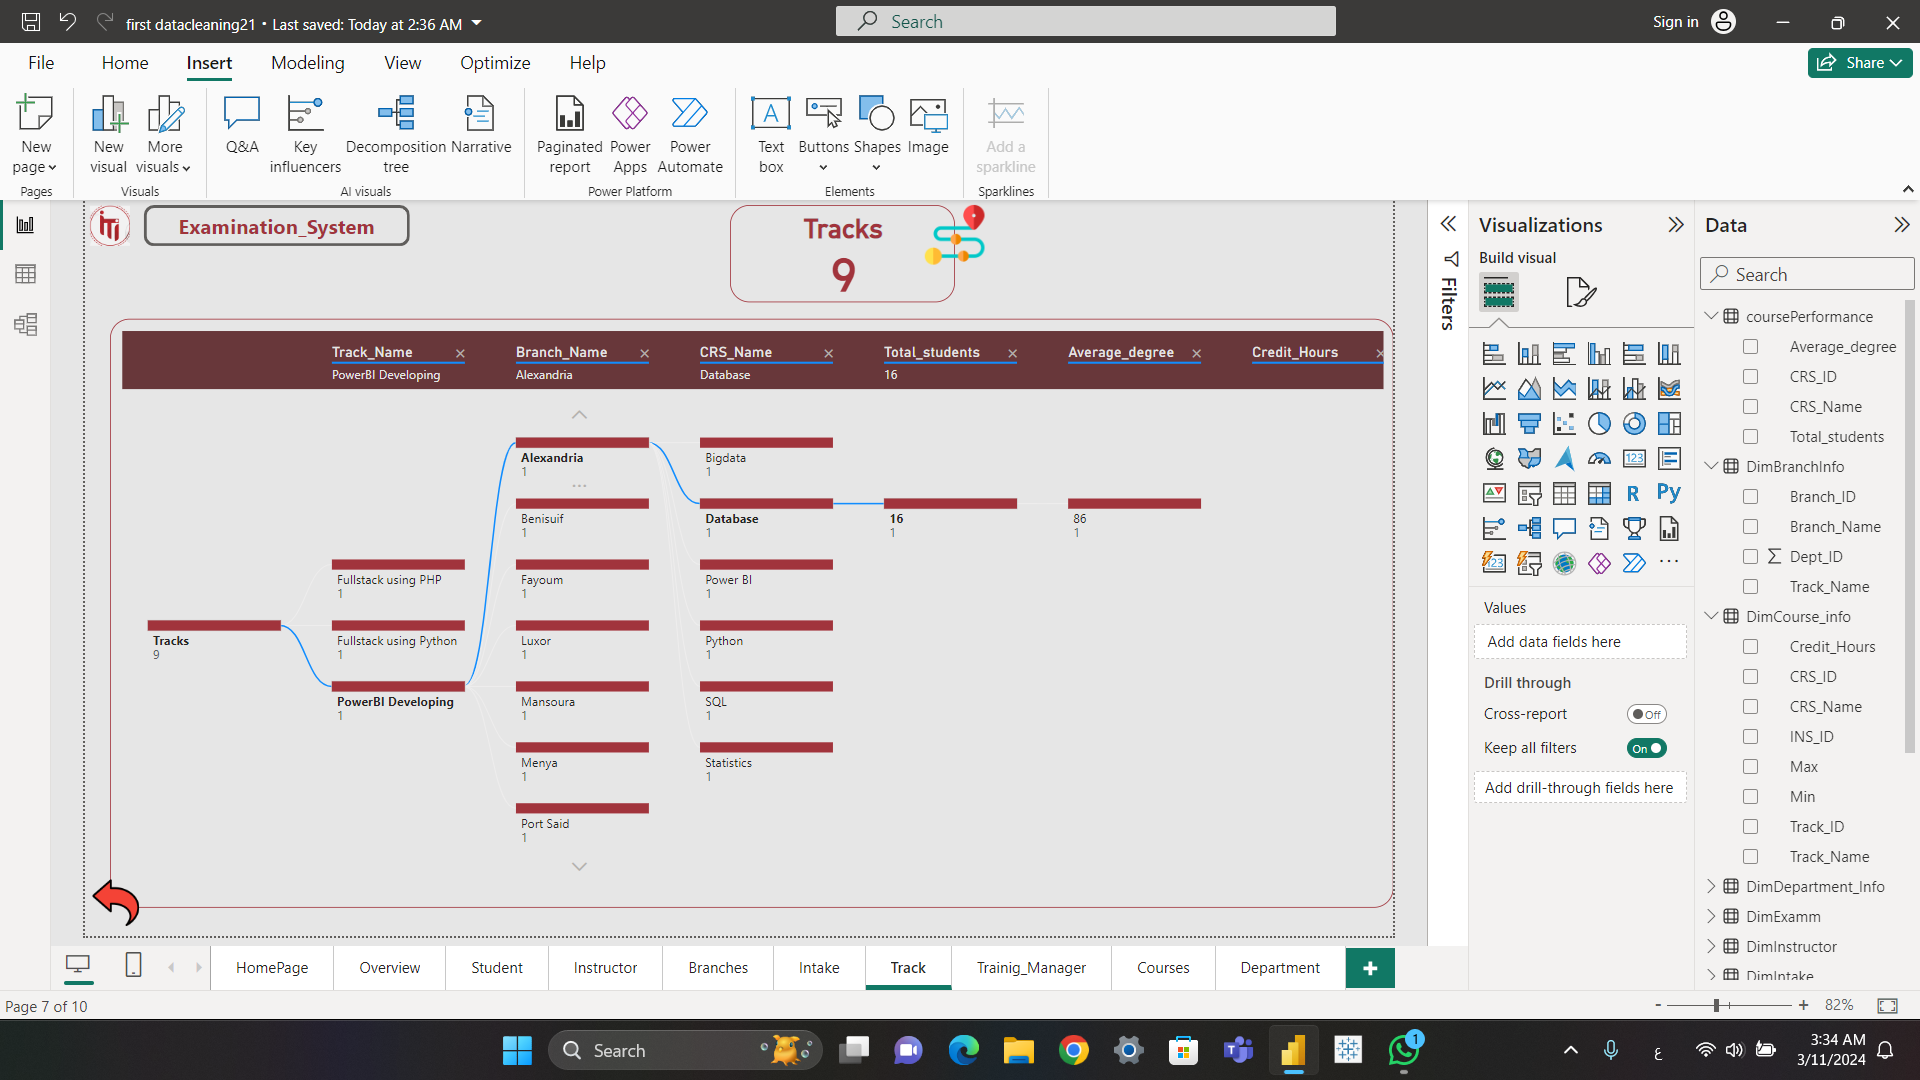 first datacleaning21 • Last saved: Today at 2:36 AM
Search
Sign in
File
Home
Insert
Modeling
View
Optimize
Help
Share
New page
New visual
More visuals
Q&A
Key influencers
Decomposition tree
Narrative
Paginated report
Power Apps
Power Automate
Text box
Buttons
Shapes
Image
Add a sparkline
Pages
Visuals
AI visuals
Power Platform
Elements
Sparklines
iTi
Examination_System
Tracks
9
Track_Name
Branch_Name
CRS_Name
Total_students
Average_degree
Credit_Hours
PowerBI Developing
Alexandria
Database
16
Tracks
9
Fullstack using PHP
1
Fullstack using Python
1
PowerBI Developing
1
Alexandria
1
Benisuif
1
Fayoum
1
Luxor
1
Mansoura
1
Menya
1
Port Said
1
Bigdata
1
Database
1
Power BI
1
Python
1
SQL
1
Statistics
1
16
1
86
1
Filters
Visualizations
Build visual
123
R
Py
123
Values
Add data fields here
Drill through
Cross-report
Off
Keep all filters
On
Add drill-through fields here
Data
Search
coursePerformance
Average_degree
CRS_ID
CRS_Name
Total_students
DimBranchInfo
Branch_ID
Branch_Name
Dept_ID
Track_Name
DimCourse_info
Credit_Hours
CRS_ID
CRS_Name
INS_ID
Max
Min
Track_ID
Track_Name
DimDepartment_Info
DimExamm
DimInstructor
DimIntake
HomePage
Overview
Student
Instructor
Branches
Intake
Track
Trainig_Manager
Courses
Department
Page 7 of 10
82%
Search
1
ع
3:34 AM
3/11/2024